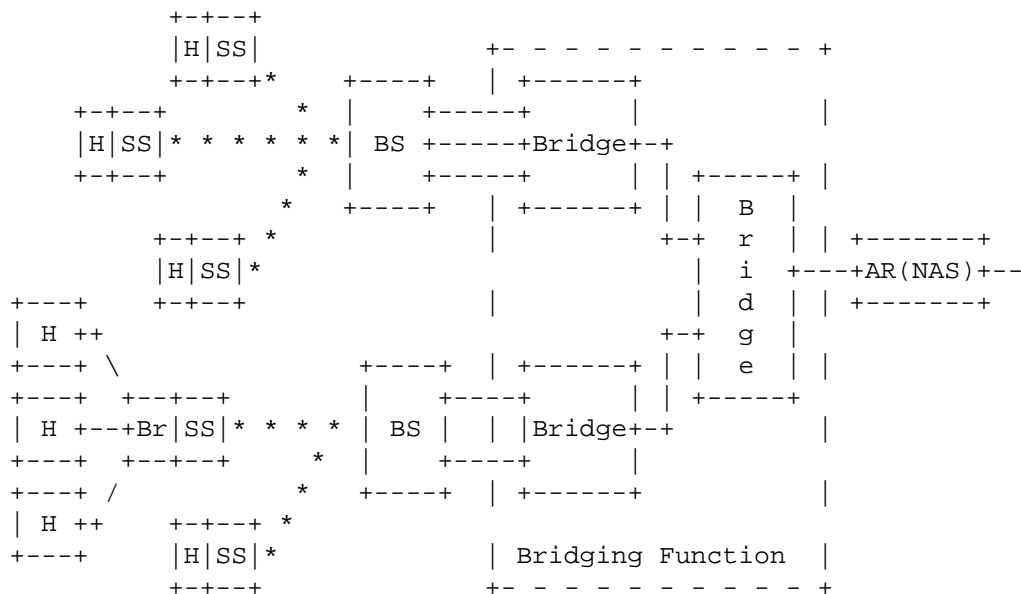 +-+--+
|H|SS| +- - - - - - - - - - - +
+-+--+* +----+ | +------+
+-+--+ * | +-----+ | |
|H|SS|* * * * * *| BS +-----+Bridge+-+
+-+--+ * | +-----+ | | +-----+ |
* +----+ | +------+ | | B |
+-+--+ * | +-+ r | | +-------+
|H|SS|* | i +---+AR(NAS)+--
+---+ +-+--+ | | d | | +-------+
| H ++ +-+ g |
+---+ \ +----+ | +------+ | | e | |
+---+ +--+--+ | +----+ | | +-----+
| H +--+Br|SS|* * * * | BS | | |Bridge+-+ |
+---+ +--+--+ * | +----+ |
+---+ / * +----+ | +------+ |
| H ++ +-+--+ *
+---+ |H|SS|* | Bridging Function |
+-+--+ +- - - - - - - - - - - +